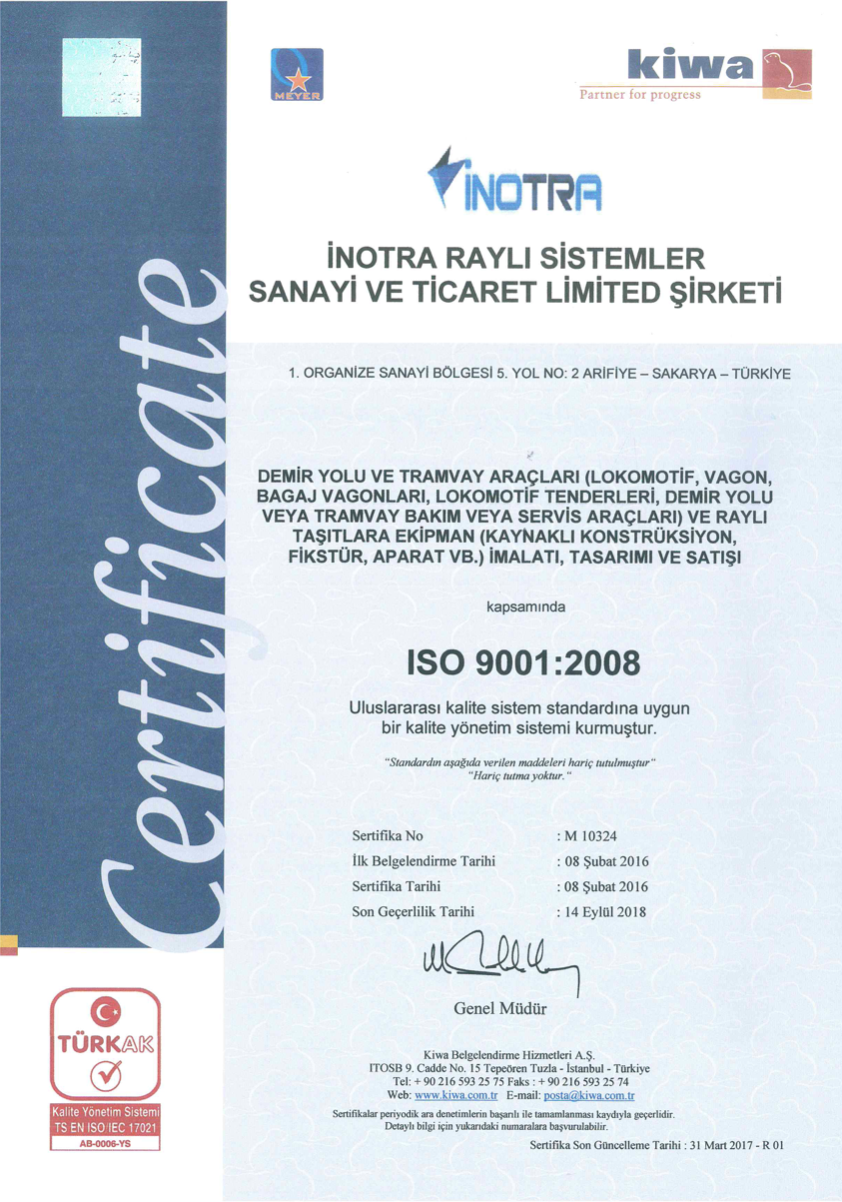 MEYER
kiwa
Partner for progress
İNOTRA
İNOTRA RAYLI SİSTEMLER
SANAYİ VE TİCARET LİMİTED ŞİRKETİ
1. ORGANİZE SANAYİ BÖLGESİ 5. YOL NO: 2 ARİFİYE – SAKARYA – TÜRKİYE
DEMİR YOLU VE TRAMVAY ARAÇLARI (LOKOMOTİF, VAGON,
BAGAJ VAGONLARI, LOKOMOTİF TENDERLERİ, DEMİR YOLU
VEYA TRAMVAY BAKIM VEYA SERVİS ARAÇLARI) VE RAYLI
TAŞITLARA EKİPMAN (KAYNAKLI KONSTRÜKSİYON,
FİKSTÜR, APARAT VB.) İMALATI, TASARIMI VE SATIŞI
kapsamında
ISO 9001:2008
Uluslararası kalite sistem standardına uygun
bir kalite yönetim sistemi kurmuştur.
"Standardın aşağıda verilen maddeleri hariç tutulmuştur"
"Hariç tutma yoktur."
Sertifika No : M 10324
İlk Belgelendirme Tarihi : 08 Şubat 2016
Sertifika Tarihi : 08 Şubat 2016
Son Geçerlilik Tarihi : 14 Eylül 2018
Genel Müdür
Kiwa Belgelendirme Hizmetleri A.Ş.
ITOSB 9. Cadde No. 15 Tepeören Tuzla - İstanbul - Türkiye
Tel: + 90 216 593 25 75 Faks : + 90 216 593 25 74
Web: www.kiwa.com.tr E-mail: posta@kiwa.com.tr
Sertifikalar periyodik ara denetimlerin başarılı ile tamamlanması kaydıyla geçerlidir.
Detaylı bilgi için yukarıdaki numaralara başvurulabilir.
Sertifika Son Güncelleme Tarihi : 31 Mart 2017 - R 01
Certificate
TÜRKAK
Kalite Yönetim Sistemi
TS EN ISO/IEC 17021
AB-0006-YS